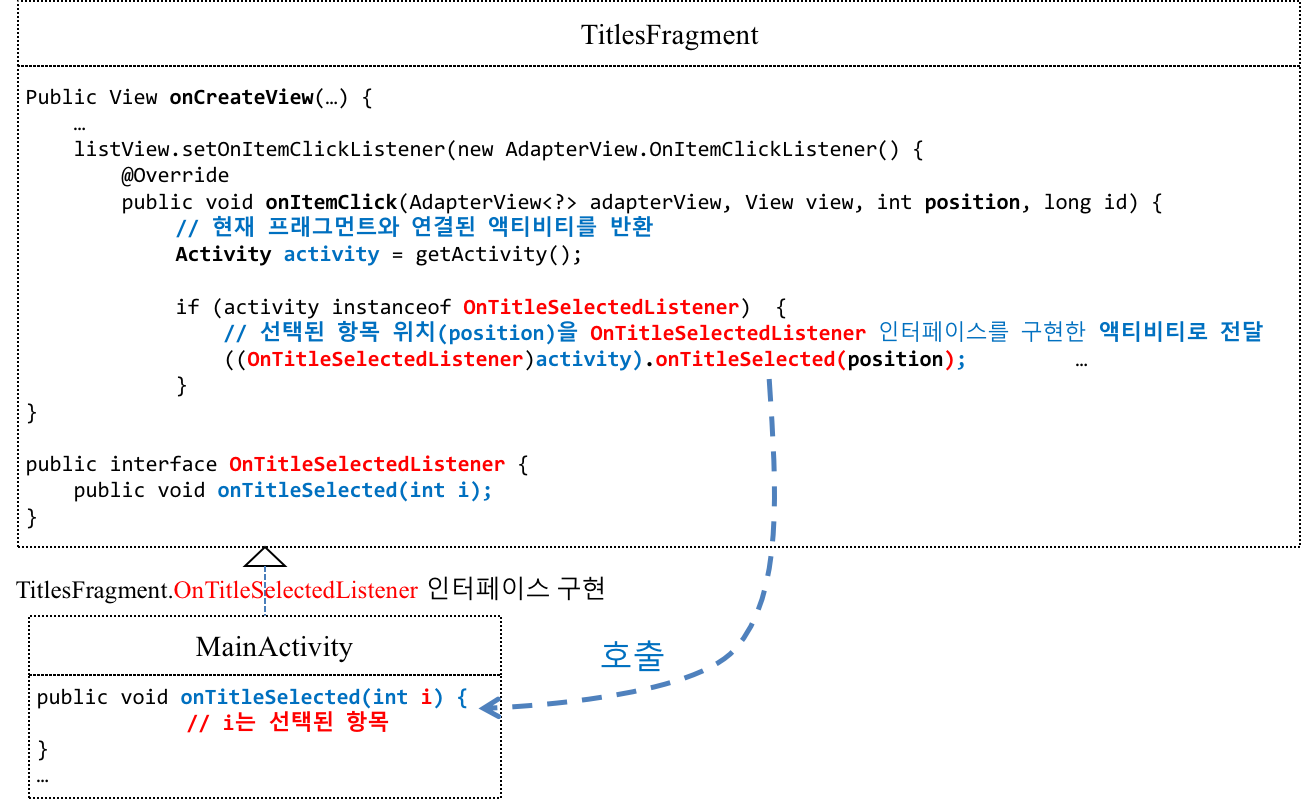 TitlesFragment
Public View onCreateView(…) {
…
listView.setOnItemClickListener(new AdapterView.OnItemClickListener() {
@Override
public void onItemClick(AdapterView<?> adapterView, View view, int position, long id) {
// 현재 프래그먼트와 연결된 액티비티를 반환
Activity activity = getActivity();
if (activity instanceof OnTitleSelectedListener) {
// 선택된 항목 위치(position)을 OnTitleSelectedListener 인터페이스를 구현한 액티비티로 전달
((OnTitleSelectedListener)activity).onTitleSelected(position); …
}
}
public interface OnTitleSelectedListener {
public void onTitleSelected(int i);
}
TitlesFragment.OnTitleSelectedListener 인터페이스 구현
MainActivity
호출
public void onTitleSelected(int i) {
// i는 선택된 항목
}
…